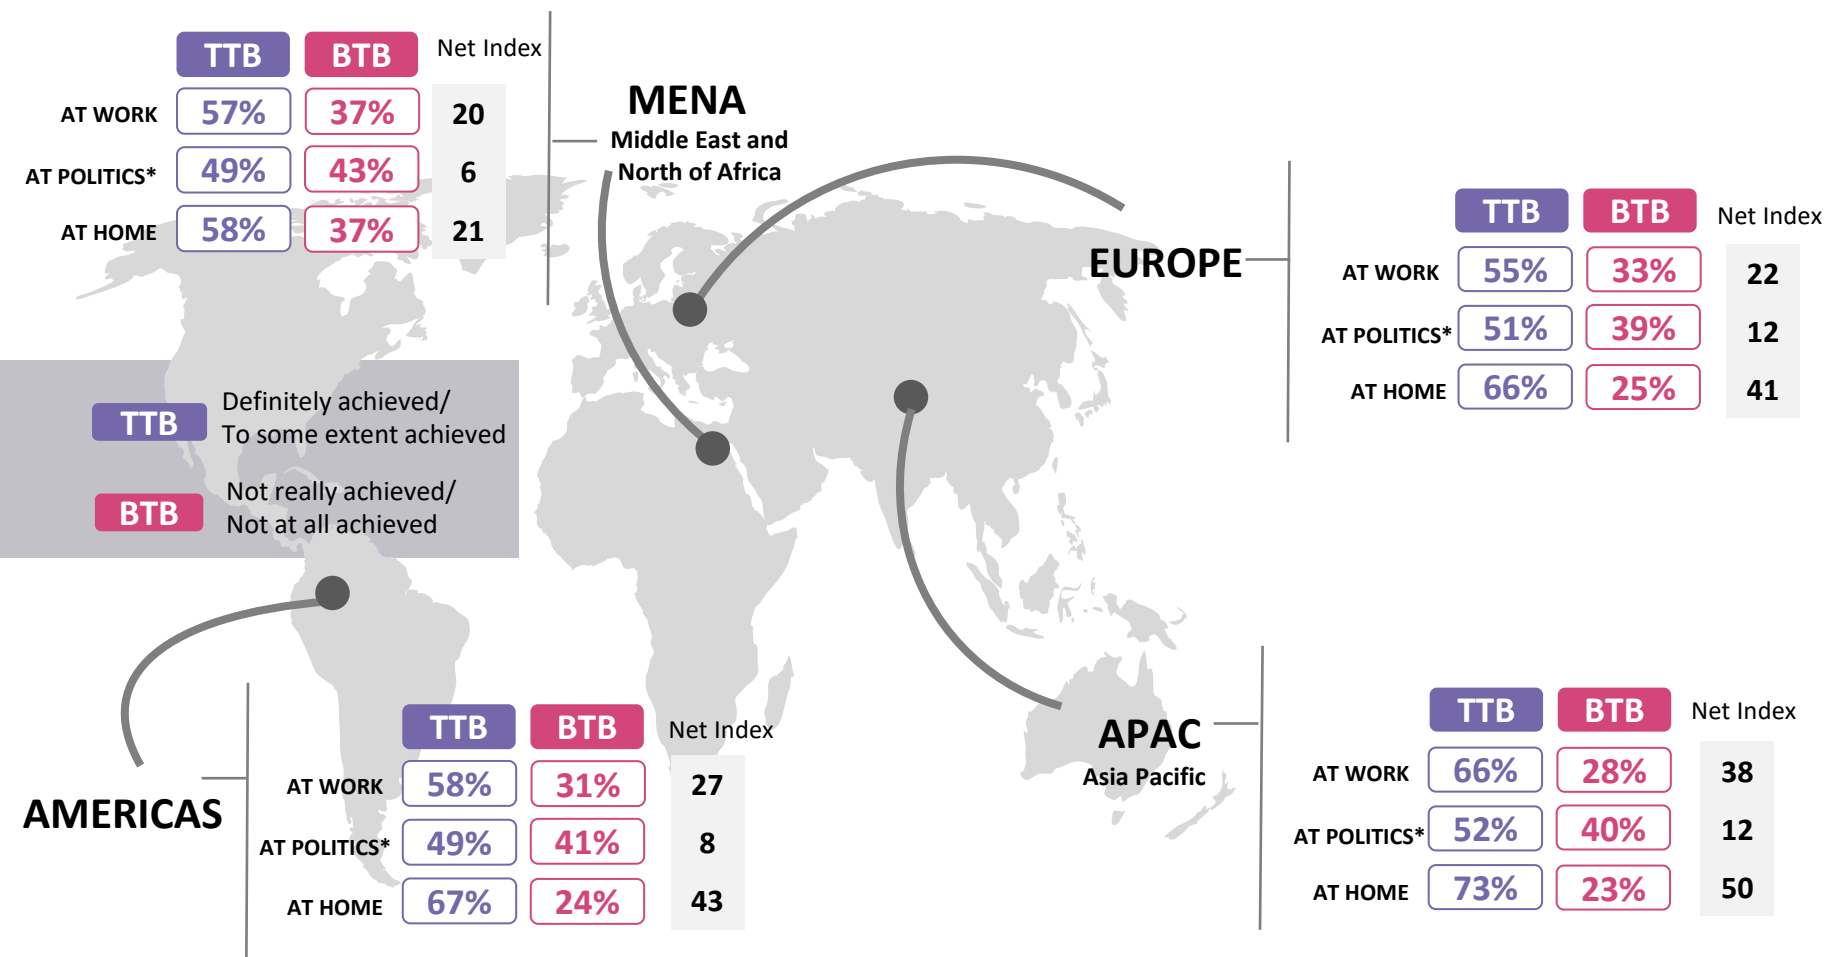 TTB BTB Net Index
AT WORK 57% 37% 20
AT POLITICS* 49% 43% 6
AT HOME 58% 37% 21
MENA
Middle East and
North of Africa
EUROPE
TTB BTB Net Index
AT WORK 55% 33% 22
AT POLITICS* 51% 39% 12
AT HOME 66% 25% 41
TTB
Definitely achieved/
To some extent achieved
BTB
Not really achieved/
Not at all achieved
AMERICAS
TTB BTB Net Index
AT WORK 58% 31% 27
AT POLITICS* 49% 41% 8
AT HOME 67% 24% 43
APAC
Asia Pacific
TTB BTB Net Index
AT WORK 66% 28% 38
AT POLITICS* 52% 40% 12
AT HOME 73% 23% 50